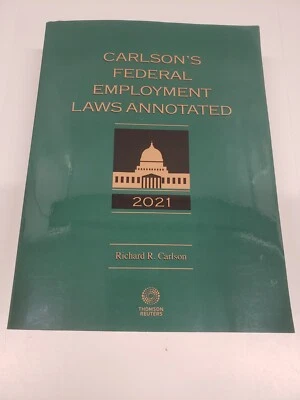 CARLSON'S
FEDERAL
EMPLOYMENT
LAWS ANNOTATED
2021
Richard R. Carlson
THOMSON
REUTERS